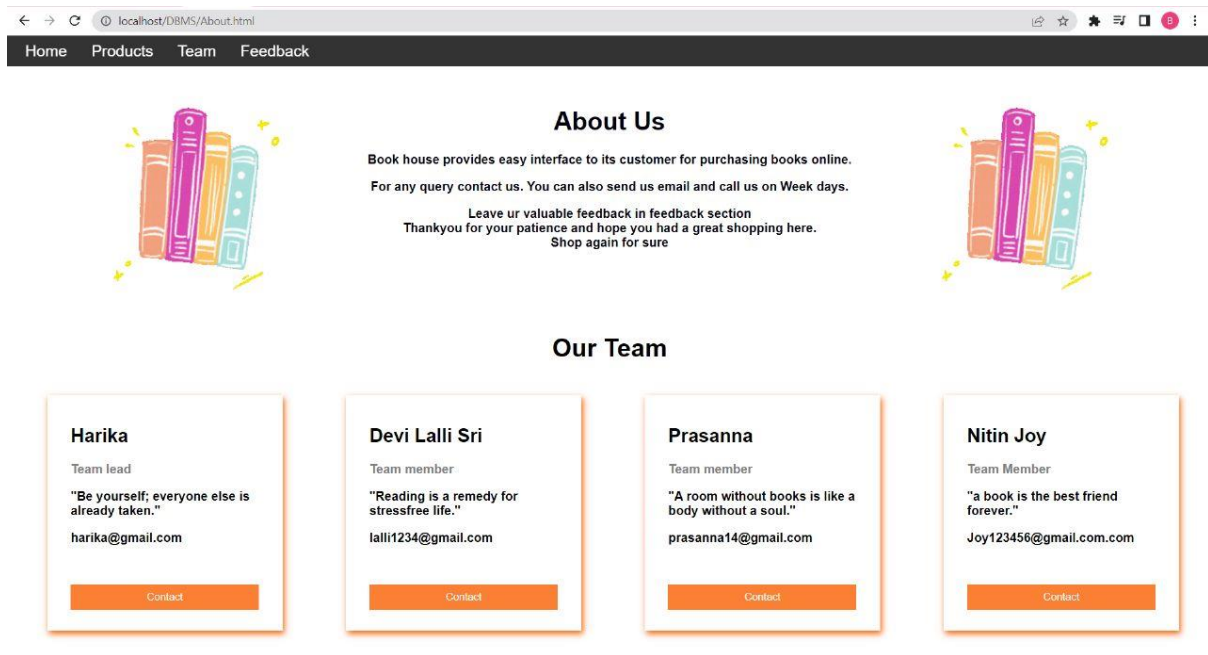 localhost/DBMS/About.html
B
Home Products Team Feedback
About Us
Book house provides easy interface to its customer for purchasing books online.
For any query contact us. You can also send us email and call us on Week days.
Leave ur valuable feedback in feedback section
Thankyou for your patience and hope you had a great shopping here.
Shop again for sure
Our Team
Harika
Team lead
"Be yourself; everyone else is
already taken."
harika@gmail.com
Contact
Devi Lalli Sri
Team member
"Reading is a remedy for
stressfree life."
lalli1234@gmail.com
Contact
Prasanna
Team member
"A room without books is like a
body without a soul."
prasanna14@gmail.com
Contact
Nitin Joy
Team Member
"a book is the best friend
forever."
Joy123456@gmail.com.com
Contact